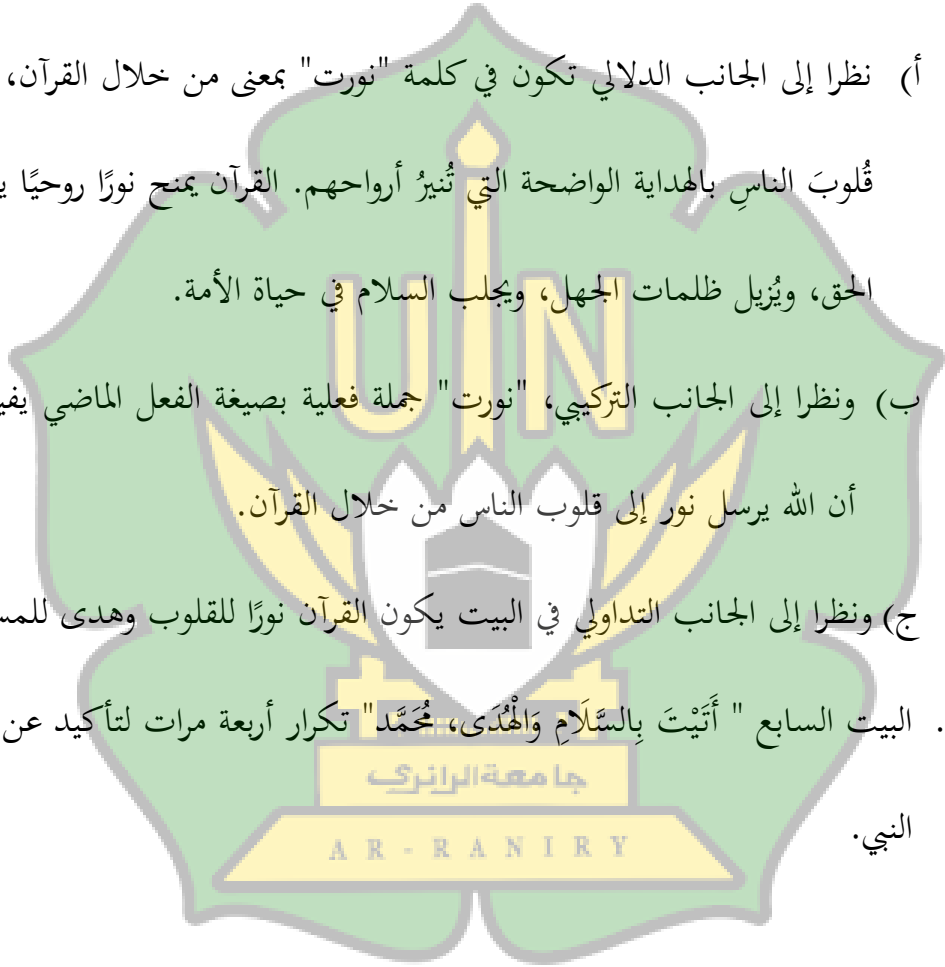 أ) نظرا إلى الجانب الدلالي تكون في كلمة "نورت" بمعنى من خلال القرآن،
قُلوبَ الناسِ بالهداية الواضحة التي تُنيرُ أرواحهم. القرآن يمنح نورًا روحيًا
الحق، ويُزيل ظلمات الجهل، ويجلب السلام في حياة الأمة.
ب) ونظرا إلى الجانب التركيبي، "نورت" جملة فعلية بصيغة الفعل الماضي
أن الله يرسل نور إلى قلوب الناس من خلال القرآن.
ج) ونظرا إلى الجانب التداولي في البيت يكون القرآن نورًا للقلوب وهدى
. البيت السابع " أَتَيْتَ بِالسَّلَامِ وَالْهُدَى، مُحَمَّد" تكرار أربعة مرات لتأكيد عن
النبي.
UIN
جامعة الرانري
AR-RANIRY